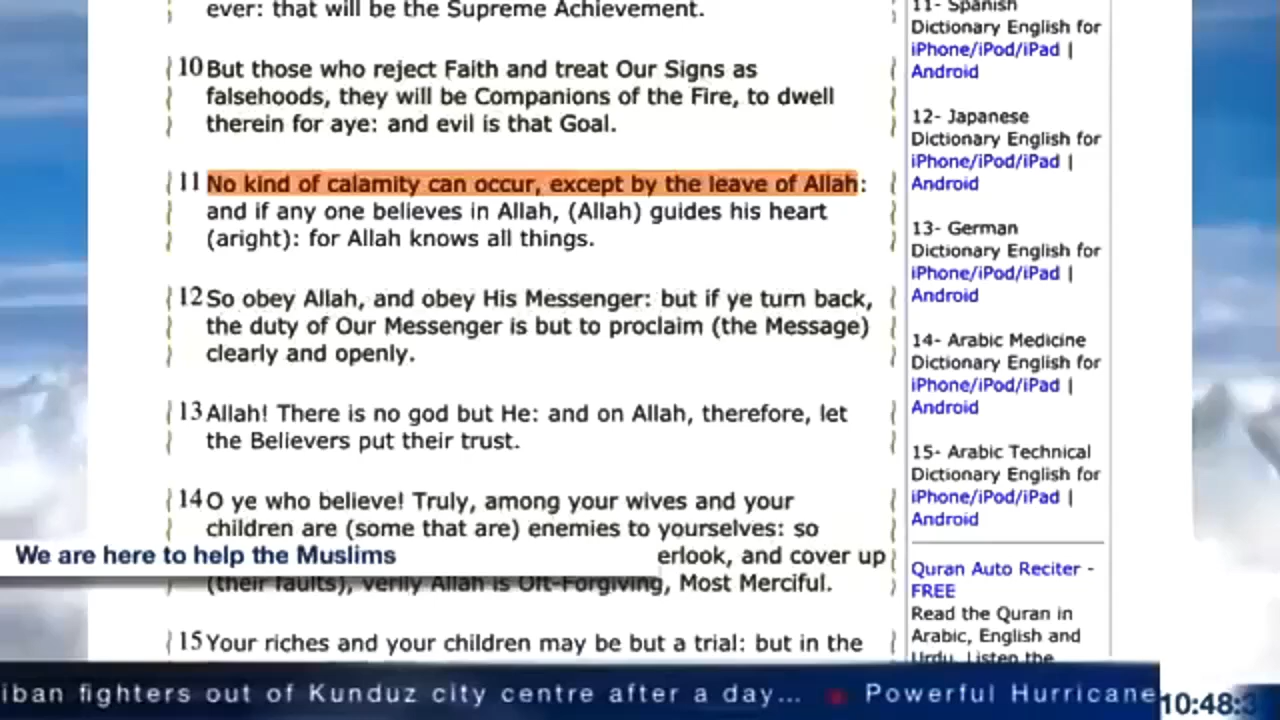 ever: that will be the Supreme Achievement.
10 But those who reject Faith and treat Our Signs as
falsehoods, they will be Companions of the Fire, to dwell
therein for aye: and evil is that Goal.
11 No kind of calamity can occur, except by the leave of Allah:
and if any one believes in Allah, (Allah) guides his heart
(aright): for Allah knows all things.
12 So obey Allah, and obey His Messenger: but if ye turn back,
the duty of Our Messenger is but to proclaim (the Message)
clearly and openly.
13 Allah! There is no god but He: and on Allah, therefore, let
the Believers put their trust.
14 O ye who believe! Truly, among your wives and your
children are (some that are) enemies to yourselves: so
erlook, and cover up
(their faults), verily Allah is Oft-Forgiving, Most Merciful.
15 Your riches and your children may be but a trial: but in the
11- Spanish
Dictionary English for
iPhone/iPod/iPad |
Android
12- Japanese
Dictionary English for
iPhone/iPod/iPad |
Android
13- German
Dictionary English for
iPhone/iPod/iPad |
Android
14- Arabic Medicine
Dictionary English for
iPhone/iPod/iPad |
Android
15- Arabic Technical
Dictionary English for
iPhone/iPod/iPad |
Android
Quran Auto Reciter -
FREE
Read the Quran in
Arabic, English and
Urdu. Listen the
We are here to help the Muslims
iban fighters out of Kunduz city centre after a day... Powerful Hurricane
10:48:3